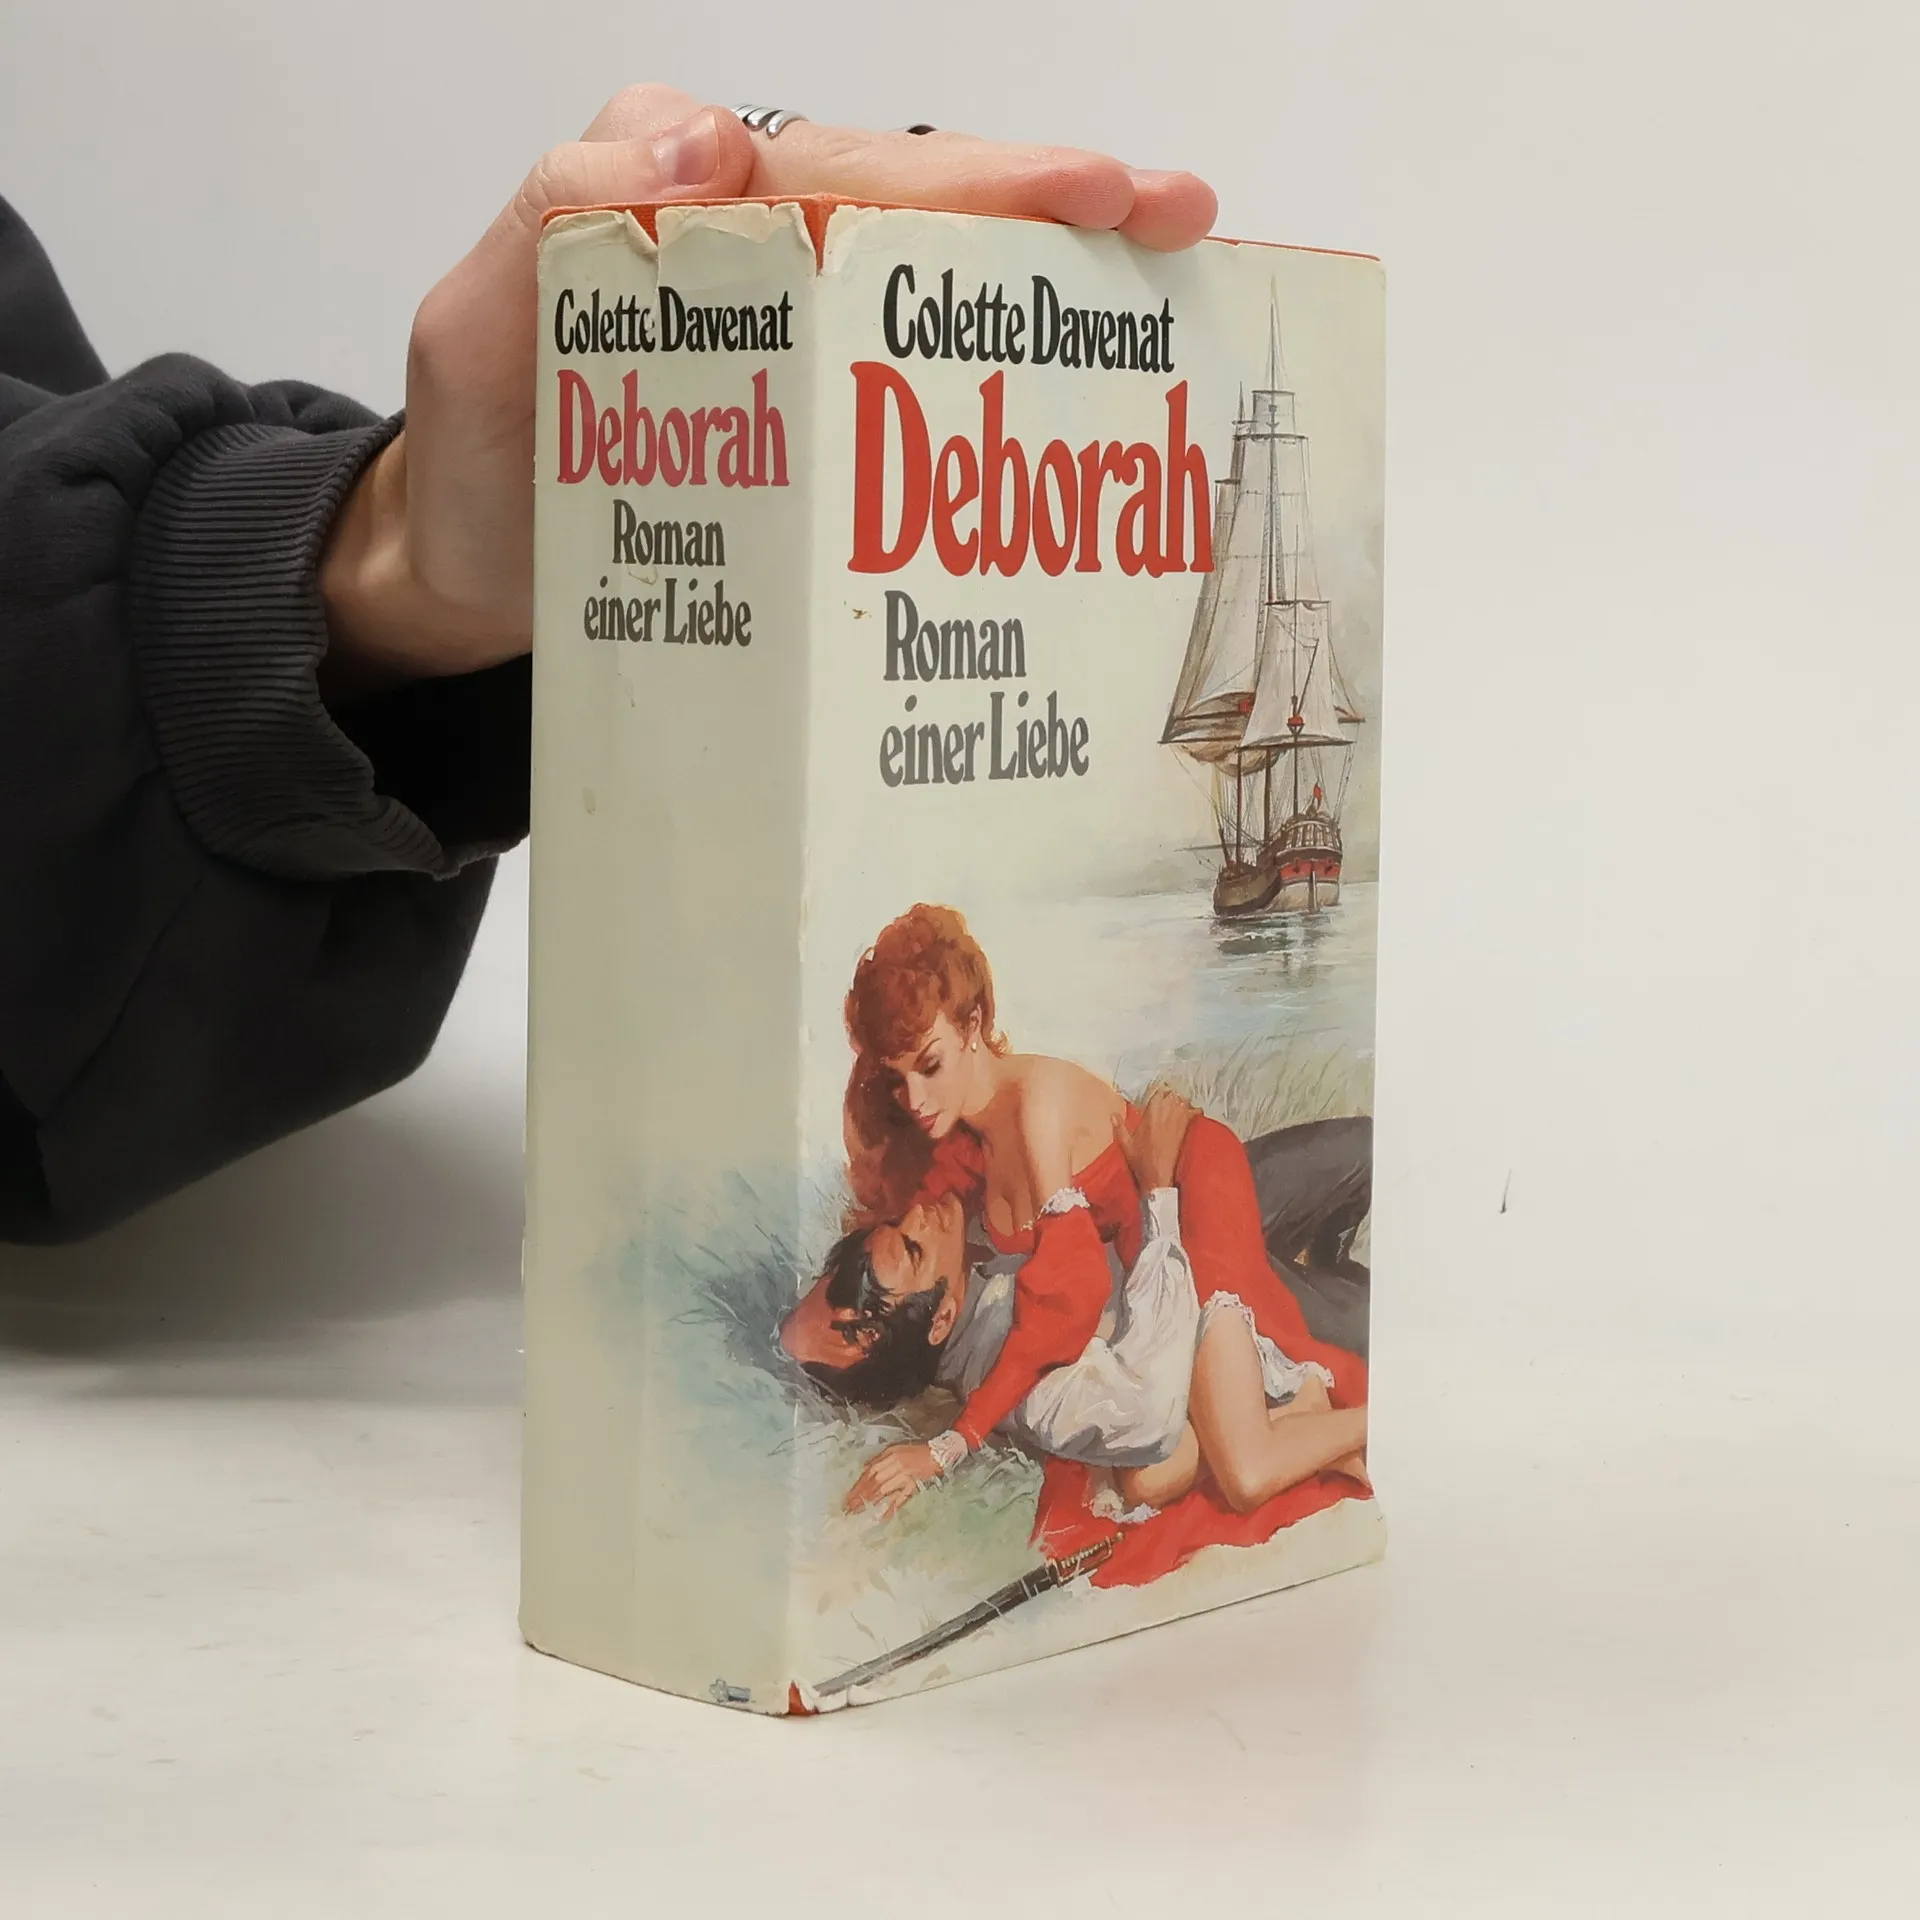 Colette Davenat
Deborah
Roman
einer Liebe
Colette Davenat
Deborah
Roman
einer Liebe